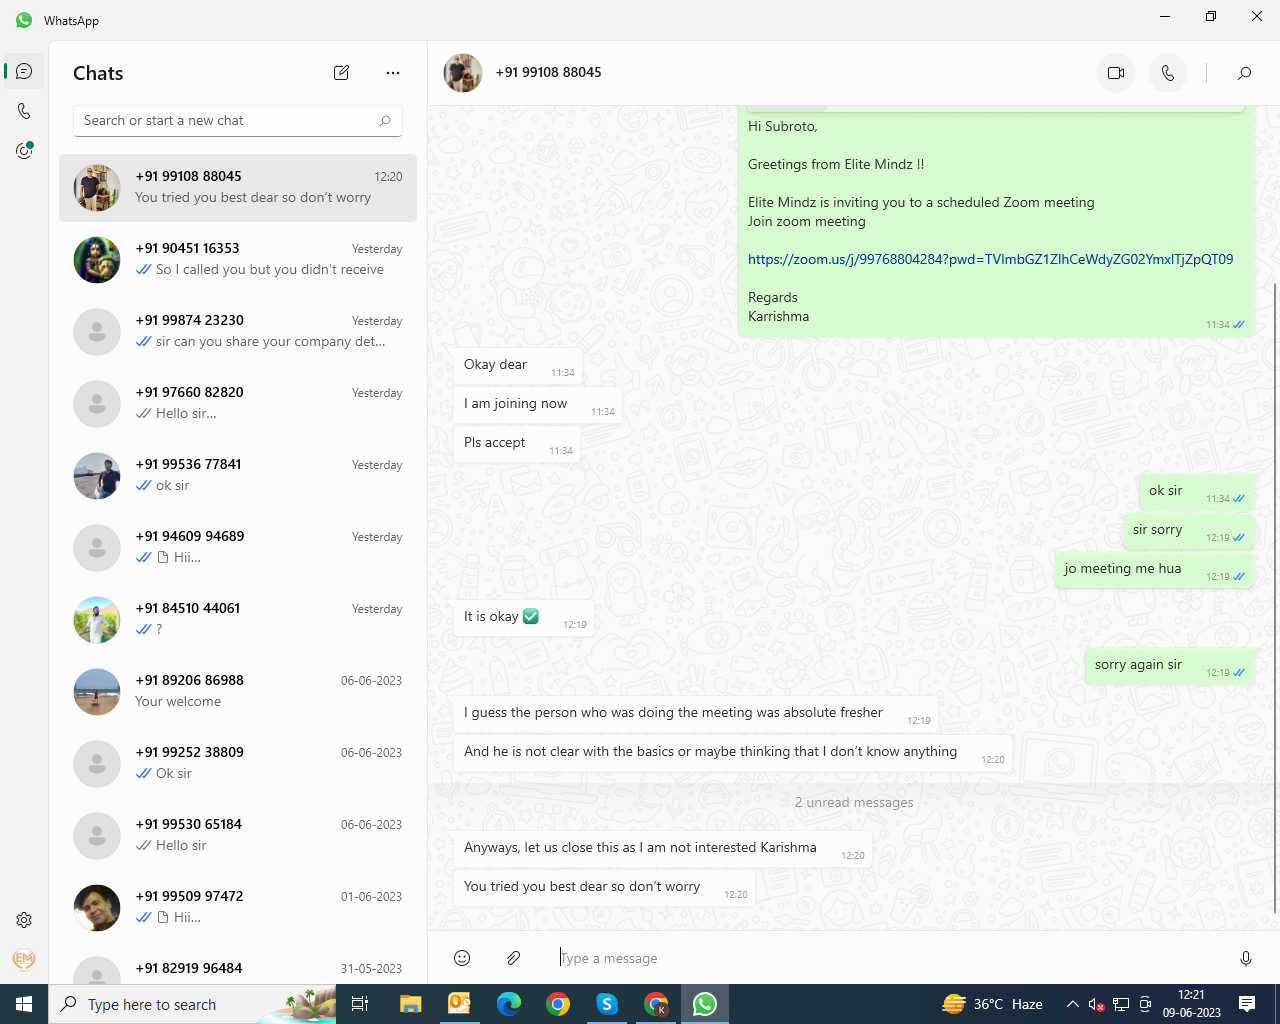 WhatsApp
Chats
Search or start a new chat
+91 99108 88045
12:20
You tried you best dear so don't worry
+91 90451 16353
Yesterday
So I called you but you didn't receive
+91 99874 23230
Yesterday
sir can you share your company det...
+91 97660 82820
Yesterday
Hello sir...
+91 99536 77841
Yesterday
ok sir
+91 94609 94689
Yesterday
Hii...
+91 84510 44061
Yesterday
?
+91 89206 86988
06-06-2023
Your welcome
+91 99252 38809
06-06-2023
Ok sir
+91 99530 65184
06-06-2023
Hello sir
+91 99509 97472
01-06-2023
Hii...
+91 82919 96484
31-05-2023
EM
+91 99108 88045
Hi Subroto,
Greetings from Elite Mindz !!
Elite Mindz is inviting you to a scheduled Zoom meeting
Join zoom meeting
https://zoom.us/j/99768804284?pwd=TVlmbGZ1ZlhCeWdyZG02YmxlTjZpQT09
Regards
Karrishma
11:34
Okay dear
11:34
I am joining now
11:34
Pls accept
11:34
ok sir
11:34
sir sorry
12:19
jo meeting me hua
12:19
It is okay ✅
12:19
sorry again sir
12:19
I guess the person who was doing the meeting was absolute fresher
12:19
And he is not clear with the basics or maybe thinking that I don't know anything
12:20
2 unread messages
Anyways, let us close this as I am not interested Karishma
12:20
You tried you best dear so don't worry
12:20
Type a message
Type here to search
K
36°C Haze
12:21
09-06-2023